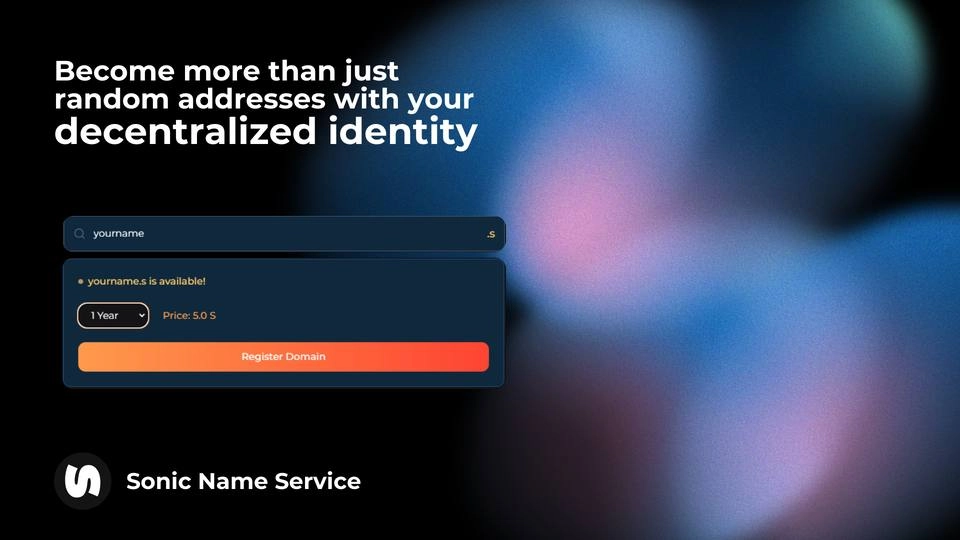 Become more than just
random addresses with your
decentralized identity
yourname .s
yourname.s is available!
1 Year Price: 5.0 S
Register Domain
Sonic Name Service